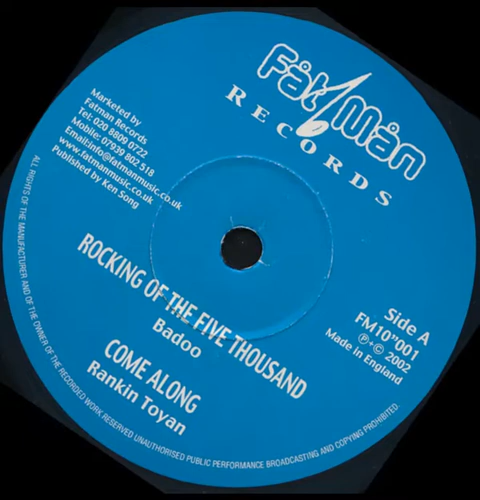 Fat Man
RECORDS
Marketed by
Fatman Records
Tel: 020 8809 0722
Mobile: 07939 802 518
Email:info@fatmanmusic.co.uk
www.fatmanmusic.co.uk
Published by Ken Song
ROCKING OF THE FIVE THOUSAND
Badoo
COME ALONG
Rankin Toyan
Side A
FM10"001
℗+© 2002
Made in England
ALL RIGHTS OF THE MANUFACTURER AND OF THE OWNER OF THE RECORDED WORK RESERVED UNAUTHORISED PUBLIC PERFORMANCE BROADCASTING AND COPYING PROHIBITED.